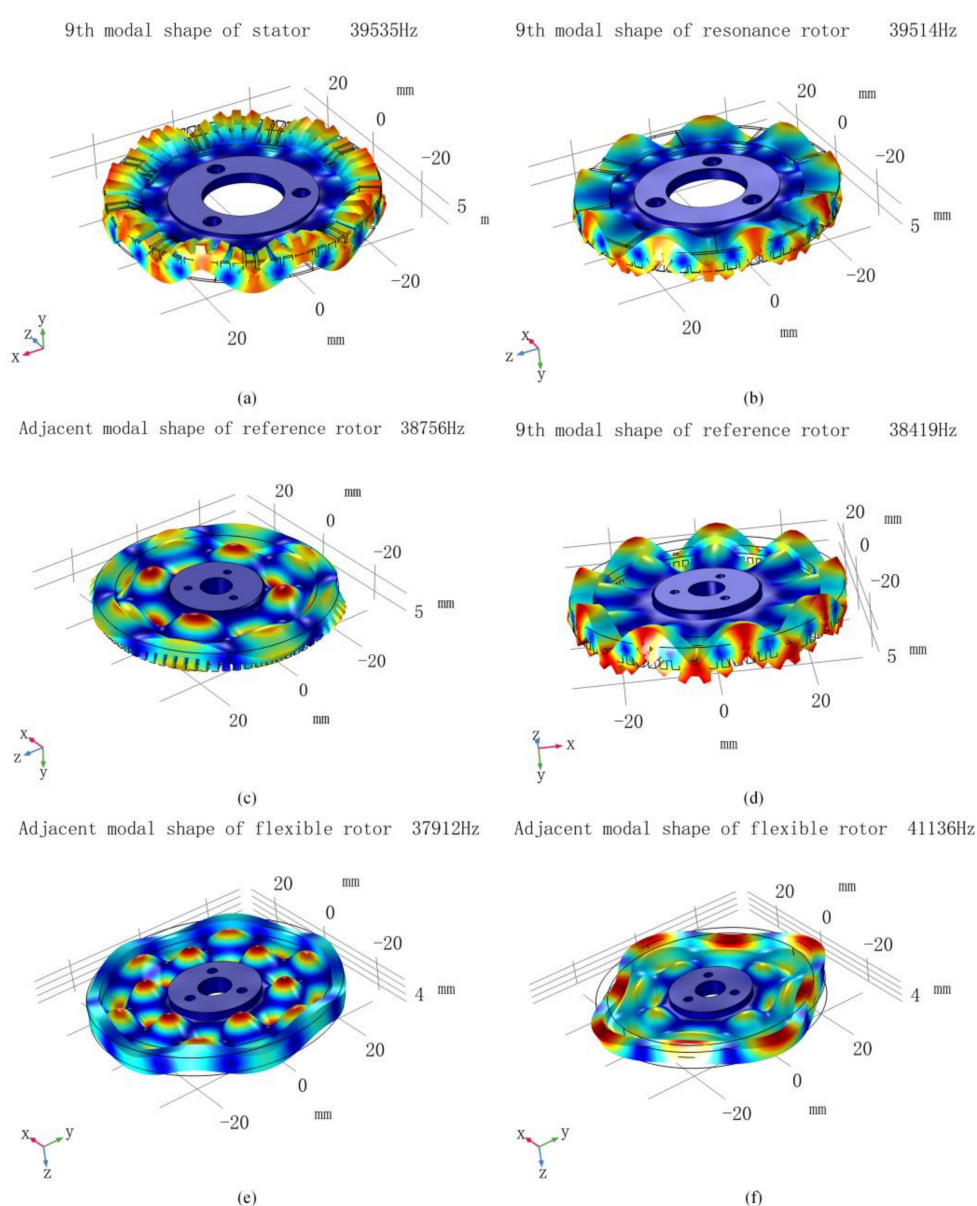 9th modal shape of stator 39535Hz
20
mm
0
-20
5
m
-20
0
20
mm
y
z
x
(a)
9th modal shape of resonance rotor 39514Hz
20
mm
0
-20
5
mm
-20
0
20
mm
x
z
y
(b)
Adjacent modal shape of reference rotor 38756Hz
20
mm
0
-20
5
mm
-20
0
20
mm
x
z
y
(c)
9th modal shape of reference rotor 38419Hz
20
mm
0
-20
5
mm
20
0
-20
mm
z
x
y
(d)
Adjacent modal shape of flexible rotor 37912Hz
20
mm
0
-20
4
mm
20
0
-20
mm
x
y
z
(e)
Adjacent modal shape of flexible rotor 41136Hz
20
mm
0
-20
4
mm
20
0
-20
mm
x
y
z
(f)